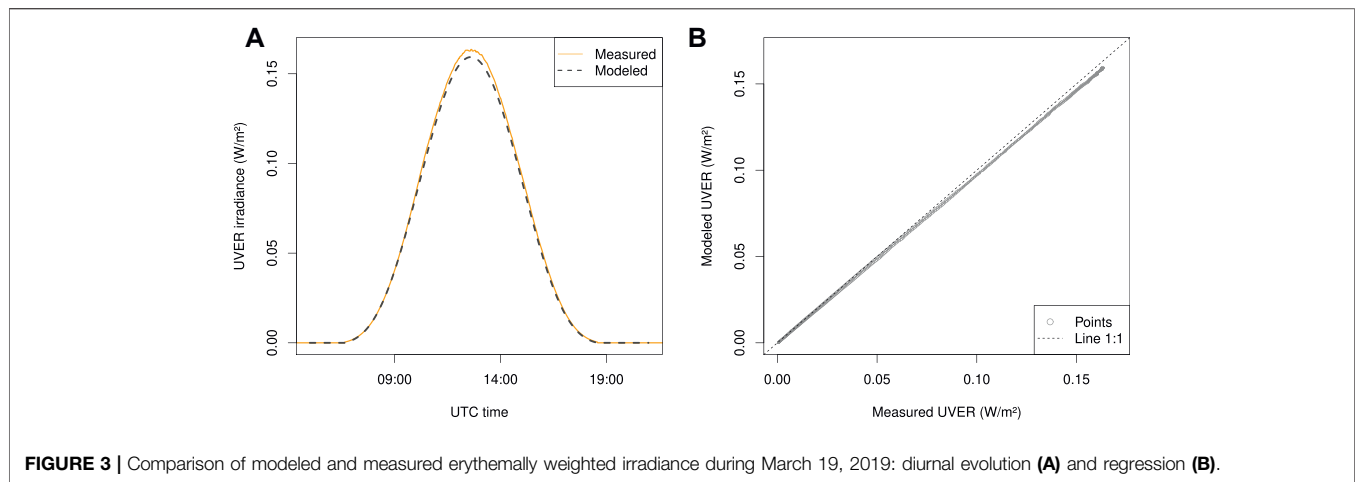 A
UVER irradiance (W/m²)
0.15
0.10
0.05
0.00
Measured
Modeled
09:00 14:00 19:00
UTC time
B
Modeled UVER (W/m²)
0.15
0.10
0.05
0.00
Points
Line 1:1
0.00 0.05 0.10 0.15
Measured UVER (W/m²)
FIGURE 3 | Comparison of modeled and measured erythemally weighted irradiance during March 19, 2019: diurnal evolution (A) and regression (B).